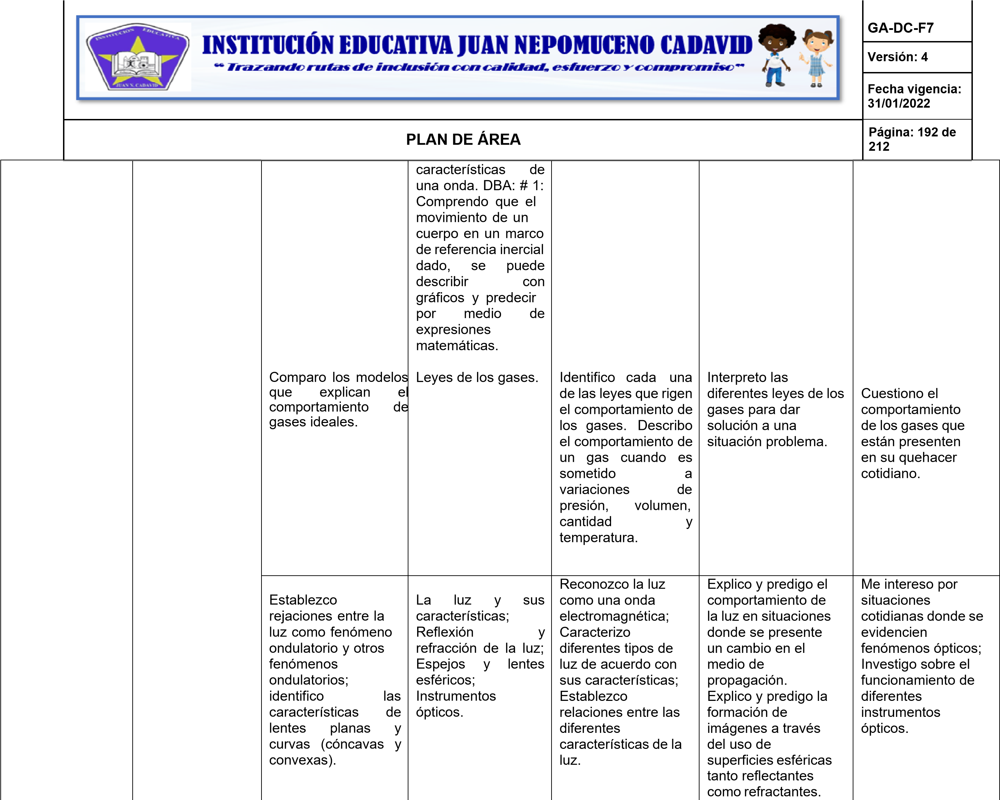 INSTITUCIÓN EDUCATIVA
JUAN N. CADAVID
INSTITUCIÓN EDUCATIVA JUAN NEPOMUCENO CADAVID
“ Trazando rutas de inclusión con calidad, esfuerzo y compromiso”
GA-DC-F7
Versión: 4
Fecha vigencia:
31/01/2022
PLAN DE ÁREA
Página: 192 de
212
características de
una onda. DBA: # 1:
Comprendo que el
movimiento de un
cuerpo en un marco
de referencia inercial
dado, se puede
describir con
gráficos y predecir
por medio de
expresiones
matemáticas.
Comparo los modelos
que explican el
comportamiento de
gases ideales.
Leyes de los gases.
Identifico cada una
de las leyes que rigen
el comportamiento de
los gases. Describo
el comportamiento de
un gas cuando es
sometido a
variaciones de
presión, volumen,
cantidad y
temperatura.
Interpreto las
diferentes leyes de los
gases para dar
solución a una
situación problema.
Cuestiono el
comportamiento
de los gases que
están presenten
en su quehacer
cotidiano.
Establezco
rejaciones entre la
luz como fenómeno
ondulatorio y otros
fenómenos
ondulatorios;
identifico las
características de
lentes planas y
curvas (cóncavas y
convexas).
La luz y sus
características;
Reflexión y
refracción de la luz;
Espejos y lentes
esféricos;
Instrumentos
ópticos.
Reconozco la luz
como una onda
electromagnética;
Caracterizo
diferentes tipos de
luz de acuerdo con
sus características;
Establezco
relaciones entre las
diferentes
características de la
luz.
Explico y predigo el
comportamiento de
la luz en situaciones
donde se presente
un cambio en el
medio de
propagación.
Explico y predigo la
formación de
imágenes a través
del uso de
superficies esféricas
tanto reflectantes
como refractantes.
Me intereso por
situaciones
cotidianas donde se
evidencien
fenómenos ópticos;
Investigo sobre el
funcionamiento de
diferentes
instrumentos
ópticos.